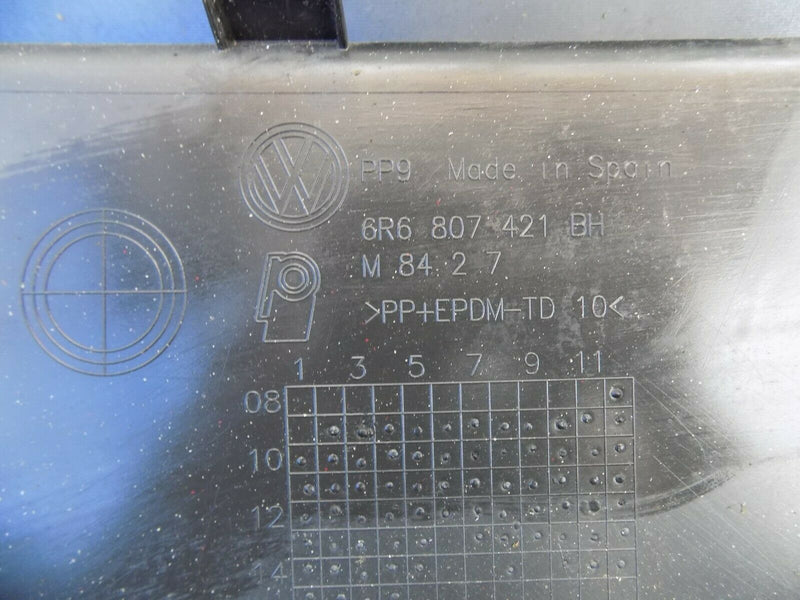 PP9 Made in Spain
6R6 807 421 BH
M 84 2 7
>PP+EPDM-TD 10<
1 3 5 7 9 11
08
10
12
14